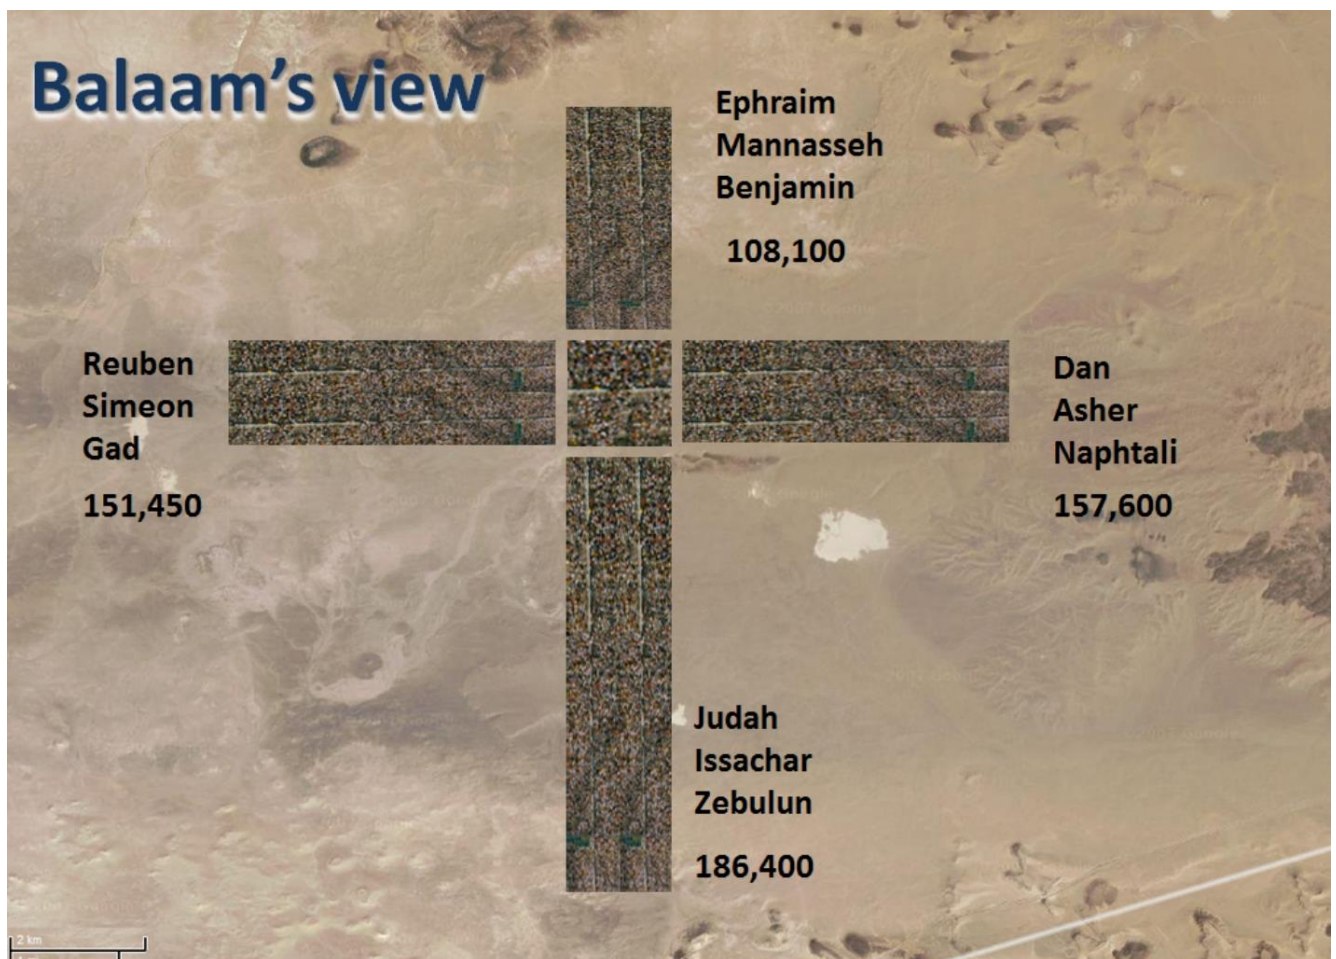 Balaam's view
Ephraim
Mannasseh
Benjamin
108,100
Reuben
Simeon
Gad
151,450
Dan
Asher
Naphtali
157,600
Judah
Issachar
Zebulun
186,400
2 km